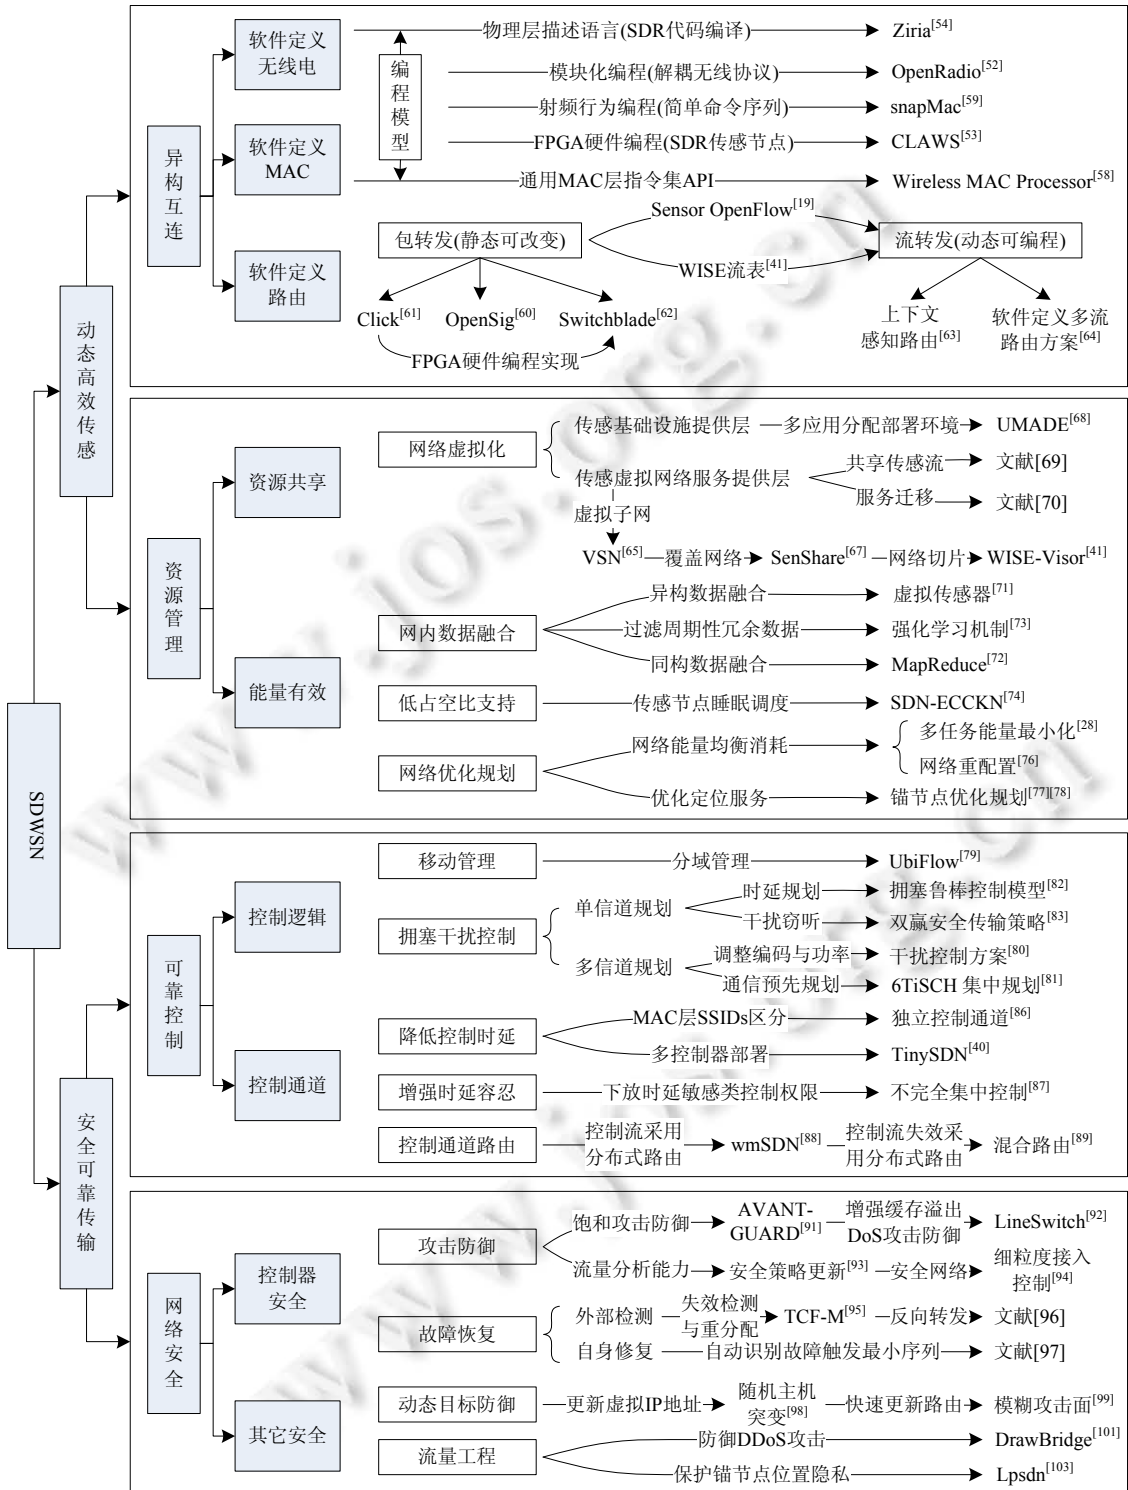 SDWSN
动态高效传感
安全可靠传输
异构互连
资源管理
可靠控制
网络安全
软件定义
无线电
软件定义
MAC
软件定义
路由
编程模型
物理层描述语言(SDR代码编译)
Ziria[54]
模块化编程(解耦无线协议)
OpenRadio[52]
射频行为编程(简单命令序列)
snapMac[59]
FPGA硬件编程(SDR传感节点)
CLAWS[53]
通用MAC层指令集API
Wireless MAC Processor[58]
包转发(静态可改变)
Sensor OpenFlow[19]
WISE流表[41]
流转发(动态可编程)
Click[61]
OpenSig[60]
Switchblade[62]
FPGA硬件编程实现
上下文
感知路由[63]
软件定义多流
路由方案[64]
资源共享
能量有效
网络虚拟化
传感基础设施提供层
多应用分配部署环境
UMADE[68]
传感虚拟网络服务提供层
共享传感流
文献[69]
服务迁移
文献[70]
虚拟子网
VSN[65]
覆盖网络
SenShare[67]
网络切片
WISE-Visor[41]
网内数据融合
异构数据融合
虚拟传感器[71]
过滤周期性冗余数据
强化学习机制[73]
同构数据融合
MapReduce[72]
低占空比支持
传感节点睡眠调度
SDN-ECCKN[74]
网络优化规划
网络能量均衡消耗
多任务能量最小化[28]
网络重配置[76]
优化定位服务
锚节点优化规划[77][78]
控制逻辑
控制通道
移动管理
分域管理
UbiFlow[79]
拥塞干扰控制
单信道规划
时延规划
拥塞鲁棒控制模型[82]
干扰窃听
双赢安全传输策略[83]
多信道规划
调整编码与功率
干扰控制方案[80]
通信预先规划
6TiSCH 集中规划[81]
降低控制时延
MAC层SSIDs区分
独立控制通道[86]
多控制器部署
TinySDN[40]
增强时延容忍
下放时延敏感类控制权限
不完全集中控制[87]
控制通道路由
控制流采用
分布式路由
wmSDN[88]
控制流失效采
用分布式路由
混合路由[89]
控制器
安全
其它安全
攻击防御
饱和攻击防御
AVANT-
GUARD[91]
增强缓存溢出
DoS攻击防御
LineSwitch[92]
流量分析能力
安全策略更新[93]
安全网络
细粒度接入
控制[94]
故障恢复
外部检测
失效检测
与重分配
TCF-M[95]
反向转发
文献[96]
自身修复
自动识别故障触发最小序列
文献[97]
动态目标防御
更新虚拟IP地址
随机主机
突变[98]
快速更新路由
模糊攻击面[99]
流量工程
防御DDoS攻击
DrawBridge[101]
保护锚节点位置隐私
Lpsdn[103]
www.jos.org.cn
www.jos.org.cn